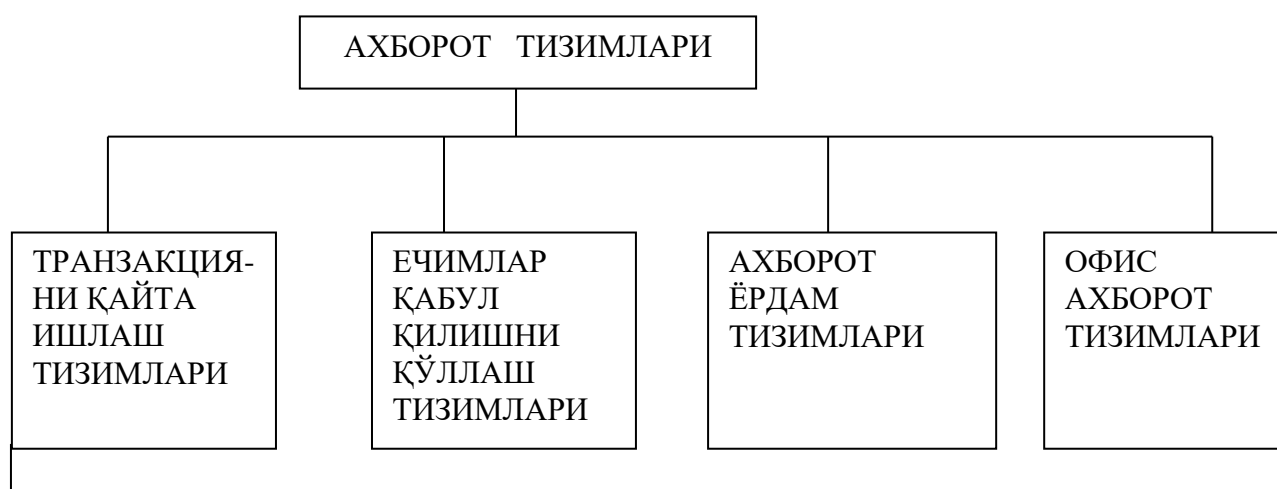 АХБОРОТ ТИЗИМЛАРИ
ТРАНЗАКЦИЯ-
НИ ҚАЙТА
ИШЛАШ
ТИЗИМЛАРИ
ЕЧИМЛАР
ҚАБУЛ
ҚИЛИШНИ
ҚЎЛЛАШ
ТИЗИМЛАРИ
АХБОРОТ
ЁРДАМ
ТИЗИМЛАРИ
ОФИС
АХБОРОТ
ТИЗИМЛАРИ